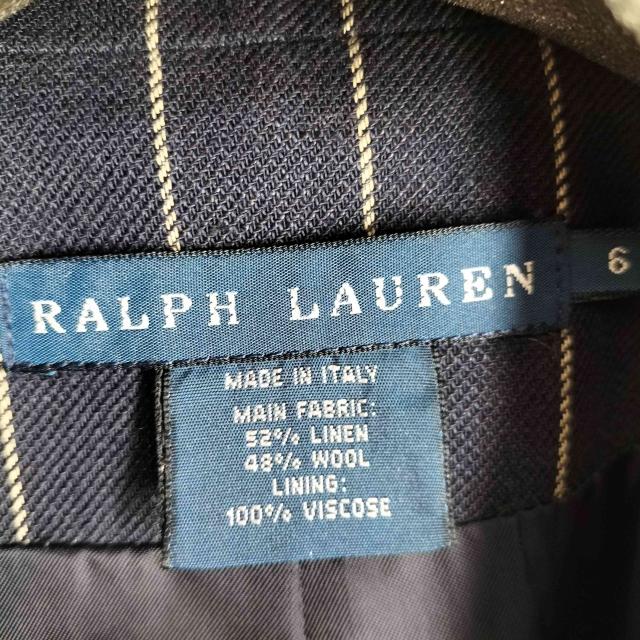 RALPH LAUREN 6
MADE IN ITALY
MAIN FABRIC:
52% LINEN
48% WOOL
LINING:
100% VISCOSE